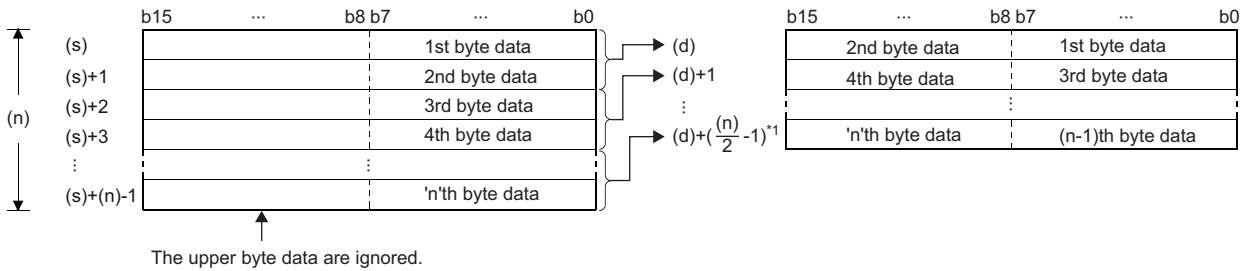 b15 ... b8 b7 ... b0 b15 ... b8 b7 ... b0
(s) 1st byte data (d) 2nd byte data 1st byte data
(s)+1 2nd byte data (d)+1 4th byte data 3rd byte data
(n) (s)+2 3rd byte data ⋮ ⋮
(s)+3 4th byte data (d)+((n)/2 -1)*1 'n'th byte data (n-1)th byte data
⋮ ⋮
(s)+(n)-1 'n'th byte data
The upper byte data are ignored.